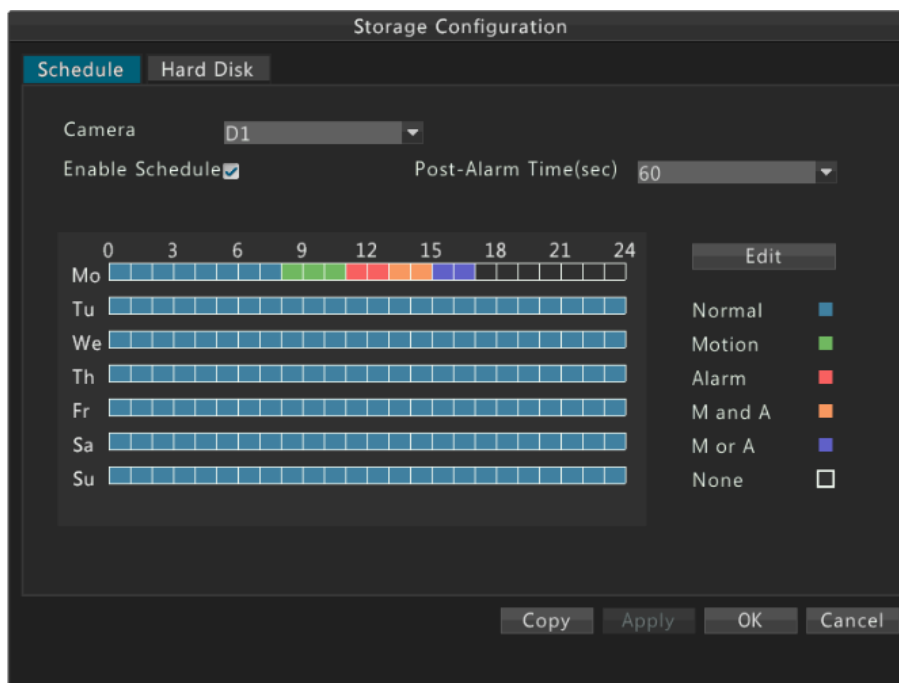 Storage Configuration
Schedule Hard Disk
Camera D1
Enable Schedule Post-Alarm Time(sec) 60
0 3 6 9 12 15 18 21 24
Edit
Mo
Tu Normal
We Motion
Th Alarm
Fr M and A
Sa M or A
Su None
Copy Apply OK Cancel